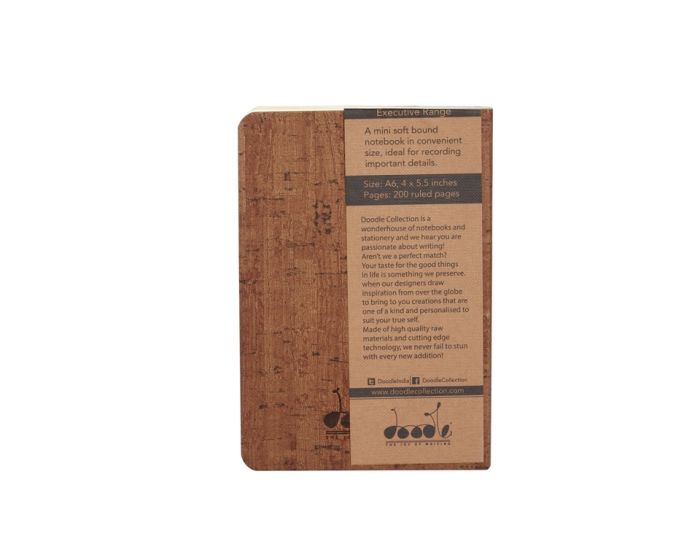 Executive Range
A mini soft bound
notebook in convenient
size, ideal for recording
important details.
Size: A6, 4 x 5.5 inches
Pages: 200 ruled pages
Doodle Collection is a
wonderhouse of notebooks and
stationery and we hear you are
passionate about writing!
Aren't we a perfect match?
Your taste for the good things
in life is something we preserve.
when our designers draw
inspiration from over the globe
to bring to you creations that are
one of a kind and personalised to
suit your true self.
Made of high quality raw
materials and cutting edge
technology, we never fail to stun
with every new addition!
DoodleIndia DoodleCollection
www.doodlecollection.com
doodle
THE JOY OF WRITING